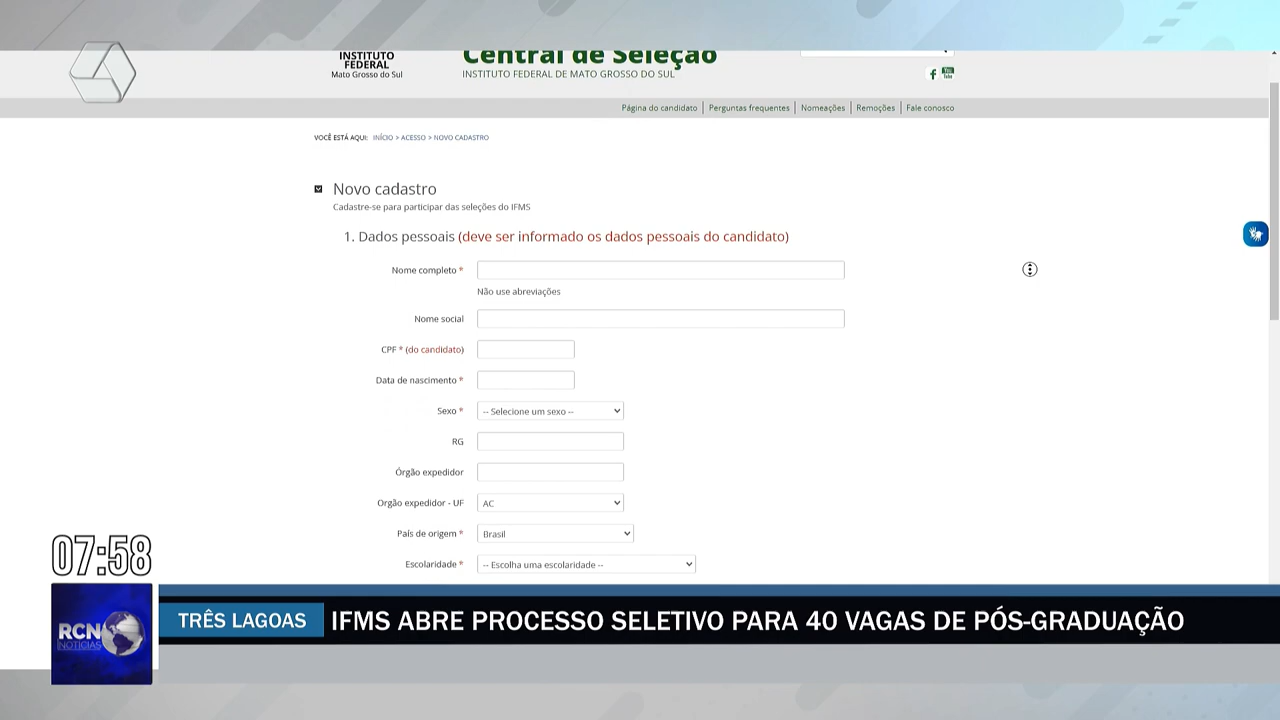 INSTITUTO
FEDERAL
Mato Grosso do Sul
Central de Seleção
INSTITUTO FEDERAL DE MATO GROSSO DO SUL
f
You Tube
Página do candidato | Perguntas frequentes | Nomeações | Remoções | Fale conosco
VOCÊ ESTÁ AQUI: INÍCIO > ACESSO > NOVO CADASTRO
Novo cadastro
Cadastre-se para participar das seleções do IFMS
1. Dados pessoais (deve ser informado os dados pessoais do candidato)
Nome completo *
Não use abreviações
Nome social
CPF * (do candidato)
Data de nascimento *
Sexo * -- Selecione um sexo --
RG
Órgão expedidor
Orgão expedidor - UF AC
País de origem * Brasil
Escolaridade * -- Escolha uma escolaridade --
07:58
RCN
NOTÍCIAS
TRÊS LAGOAS IFMS ABRE PROCESSO SELETIVO PARA 40 VAGAS DE PÓS-GRADUAÇÃO